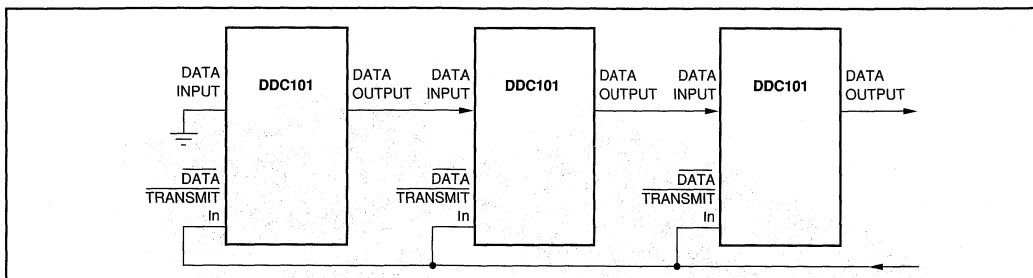 DATA INPUT
DDC101
DATA OUTPUT
DATA INPUT
DDC101
DATA OUTPUT
DATA INPUT
DDC101
DATA OUTPUT
DATA
TRANSMIT
In
DATA
TRANSMIT
In
DATA
TRANSMIT
In